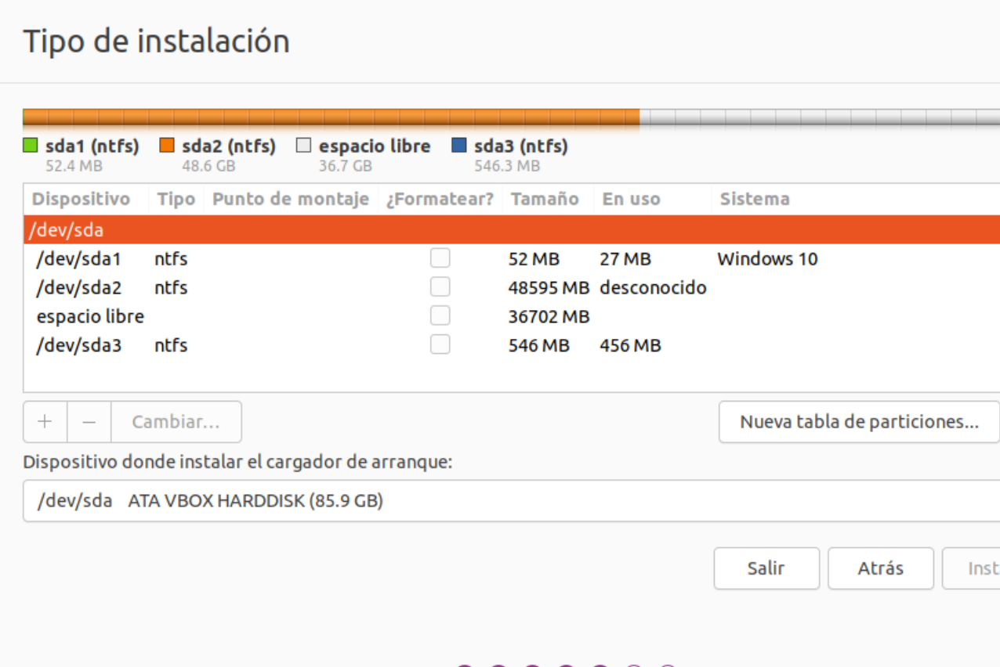 Tipo de instalación
sda1 (ntfs) sda2 (ntfs) espacio libre sda3 (ntfs)
52.4 MB 48.6 GB 36.7 GB 546.3 MB
Dispositivo Tipo Punto de montaje ¿Formatear? Tamaño En uso Sistema
/dev/sda
/dev/sda1 ntfs 52 MB 27 MB Windows 10
/dev/sda2 ntfs 48595 MB desconocido
espacio libre 36702 MB
/dev/sda3 ntfs 546 MB 456 MB
+ − Cambiar... Nueva tabla de particiones...
Dispositivo donde instalar el cargador de arranque:
/dev/sda ATA VBOX HARDDISK (85.9 GB)
Salir Atrás Inst